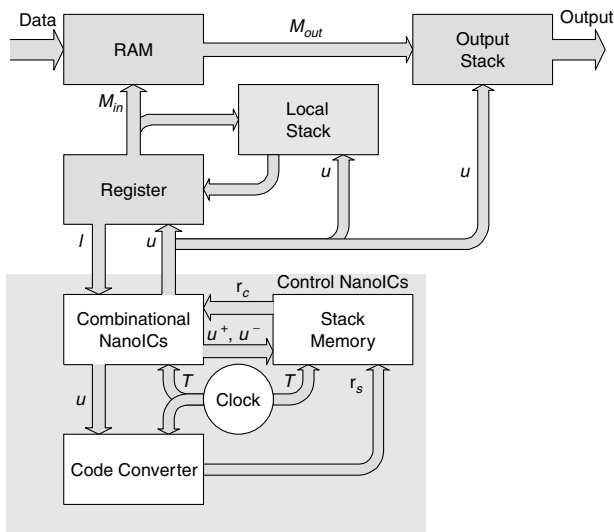 Data
RAM
M_out
Output
Stack
Output
M_in
Local
Stack
Register
u
u
l
u
Control NanoICs
r_c
Combinational
NanoICs
u⁺, u⁻
Stack
Memory
T
Clock
T
r_s
u
Code Converter